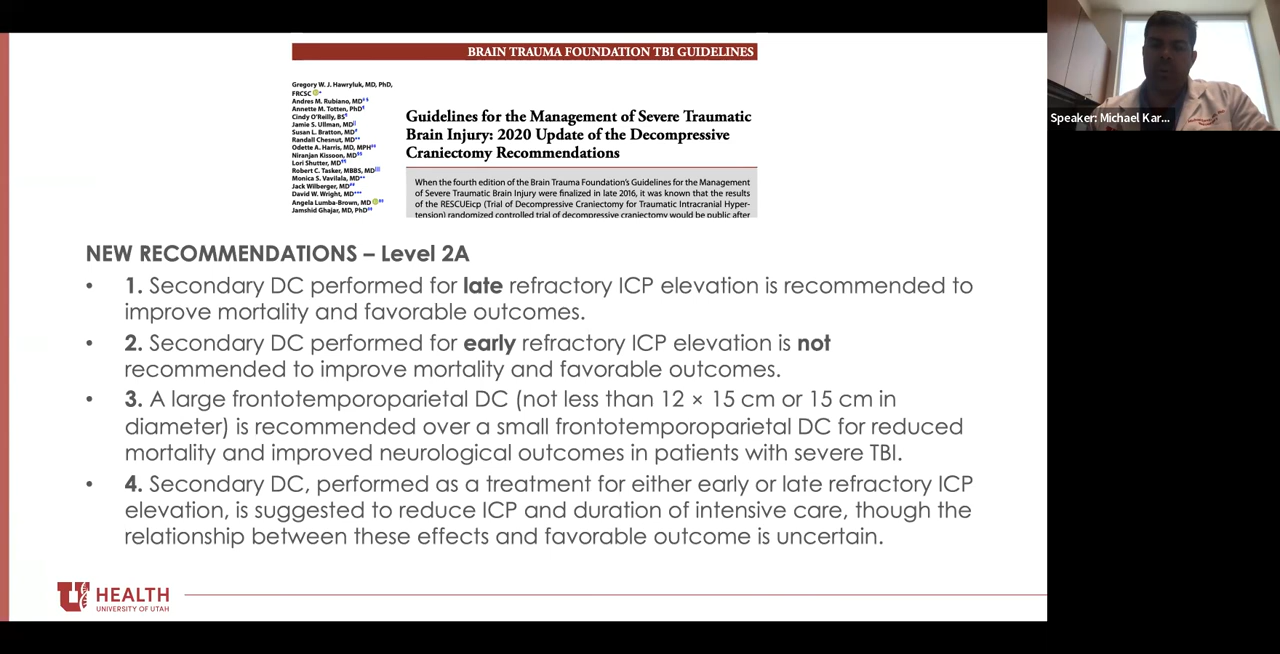 BRAIN TRAUMA FOUNDATION TBI GUIDELINES
Gregory W. J. Hawryluk, MD, PhD,
FRCSC *
Andres M. Rubiano, MD
Annette M. Totten, PhD
Cindy O'Reilly, BS
Jamie S. Ullman, MD
Susan L. Bratton, MD
Randall Chesnut, MD
Odette A. Harris, MD, MPH
Niranjan Kissoon, MD
Lori Shutter, MD
Robert C. Tasker, MBBS, MD
Monica S. Vavilala, MD
Jack Wilberger, MD
David W. Wright, MD
Angela Lumba-Brown, MD
Jamshid Ghajar, MD, PhD
Guidelines for the Management of Severe Traumatic
Brain Injury: 2020 Update of the Decompressive
Craniectomy Recommendations
When the fourth edition of the Brain Trauma Foundation's Guidelines for the Management
of Severe Traumatic Brain Injury were finalized in late 2016, it was known that the results
of the RESCUEicp (Trial of Decompressive Craniectomy for Traumatic Intracranial Hyper-
tension) randomized controlled trial of decompressive craniectomy would be public after
NEW RECOMMENDATIONS – Level 2A
• 1. Secondary DC performed for late refractory ICP elevation is recommended to
improve mortality and favorable outcomes.
• 2. Secondary DC performed for early refractory ICP elevation is not
recommended to improve mortality and favorable outcomes.
• 3. A large frontotemporoparietal DC (not less than 12 × 15 cm or 15 cm in
diameter) is recommended over a small frontotemporoparietal DC for reduced
mortality and improved neurological outcomes in patients with severe TBI.
• 4. Secondary DC, performed as a treatment for either early or late refractory ICP
elevation, is suggested to reduce ICP and duration of intensive care, though the
relationship between these effects and favorable outcome is uncertain.
U HEALTH
UNIVERSITY OF UTAH
Speaker: Michael Kar...